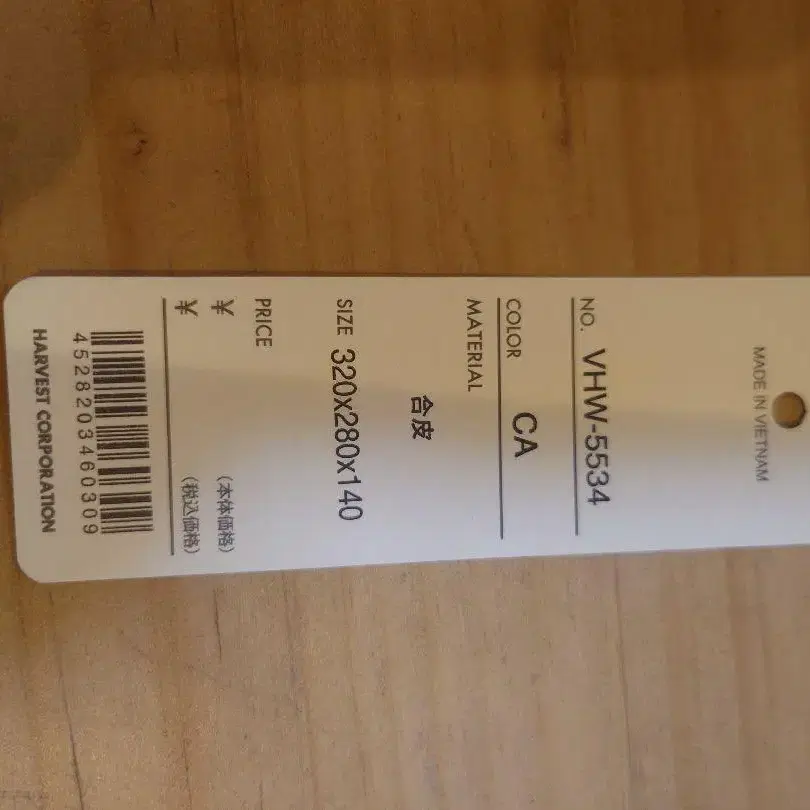 MADE IN VIETNAM
NO. VHW-5534
COLOR CA
MATERIAL
合皮
SIZE 320x280x140
PRICE
¥ (本体価格)
¥ (税込価格)
4528203460309
HARVEST CORPORATION